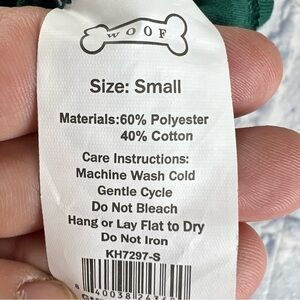 WOOF
Size: Small
Materials:60% Polyester
40% Cotton
Care Instructions:
Machine Wash Cold
Gentle Cycle
Do Not Bleach
Hang or Lay Flat to Dry
Do Not Iron
KH7297-S